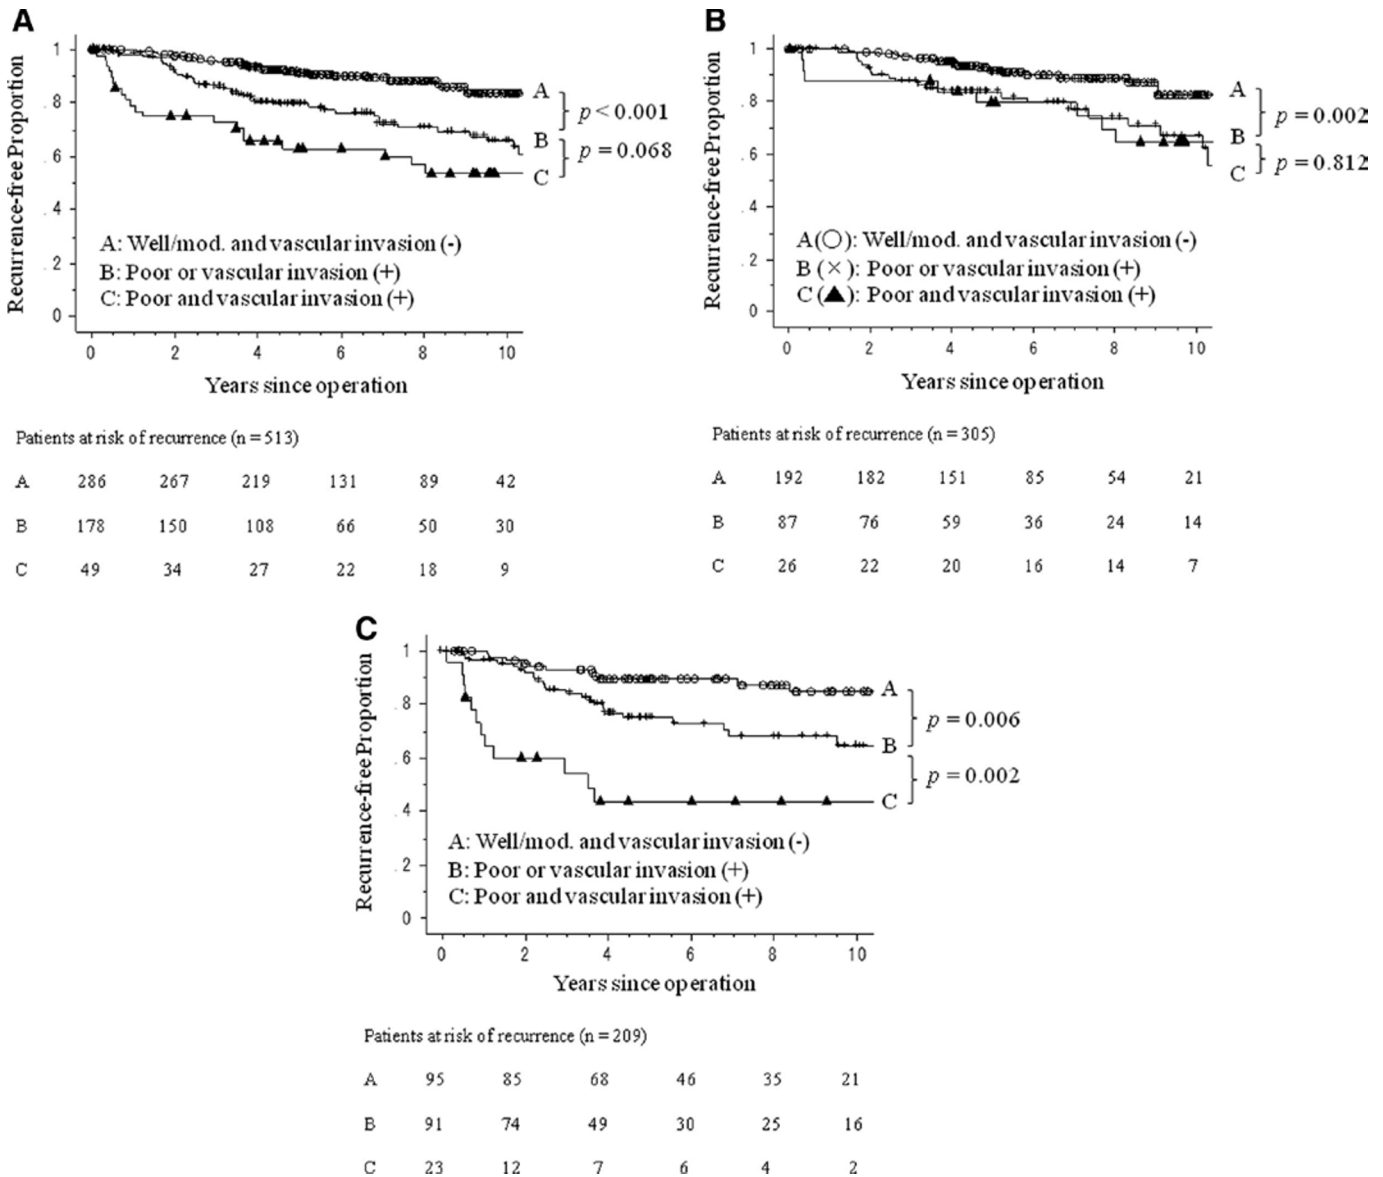 A
Recurrence-free Proportion
1
.8
.6
.4
.2
0
A
B
C
p < 0.001
p = 0.068
A: Well/mod. and vascular invasion (-)
B: Poor or vascular invasion (+)
C: Poor and vascular invasion (+)
0 2 4 6 8 10
Years since operation
Patients at risk of recurrence (n = 513)
A 286 267 219 131 89 42
B 178 150 108 66 50 30
C 49 34 27 22 18 9
B
Recurrence-free Proportion
1
.8
.6
.4
.2
0
A
B
C
p = 0.002
p = 0.812
A (○): Well/mod. and vascular invasion (-)
B (×): Poor or vascular invasion (+)
C (▲): Poor and vascular invasion (+)
0 2 4 6 8 10
Years since operation
Patients at risk of recurrence (n = 305)
A 192 182 151 85 54 21
B 87 76 59 36 24 14
C 26 22 20 16 14 7
C
Recurrence-free Proportion
1
.8
.6
.4
.2
0
A
B
C
p = 0.006
p = 0.002
A: Well/mod. and vascular invasion (-)
B: Poor or vascular invasion (+)
C: Poor and vascular invasion (+)
0 2 4 6 8 10
Years since operation
Patients at risk of recurrence (n = 209)
A 95 85 68 46 35 21
B 91 74 49 30 25 16
C 23 12 7 6 4 2